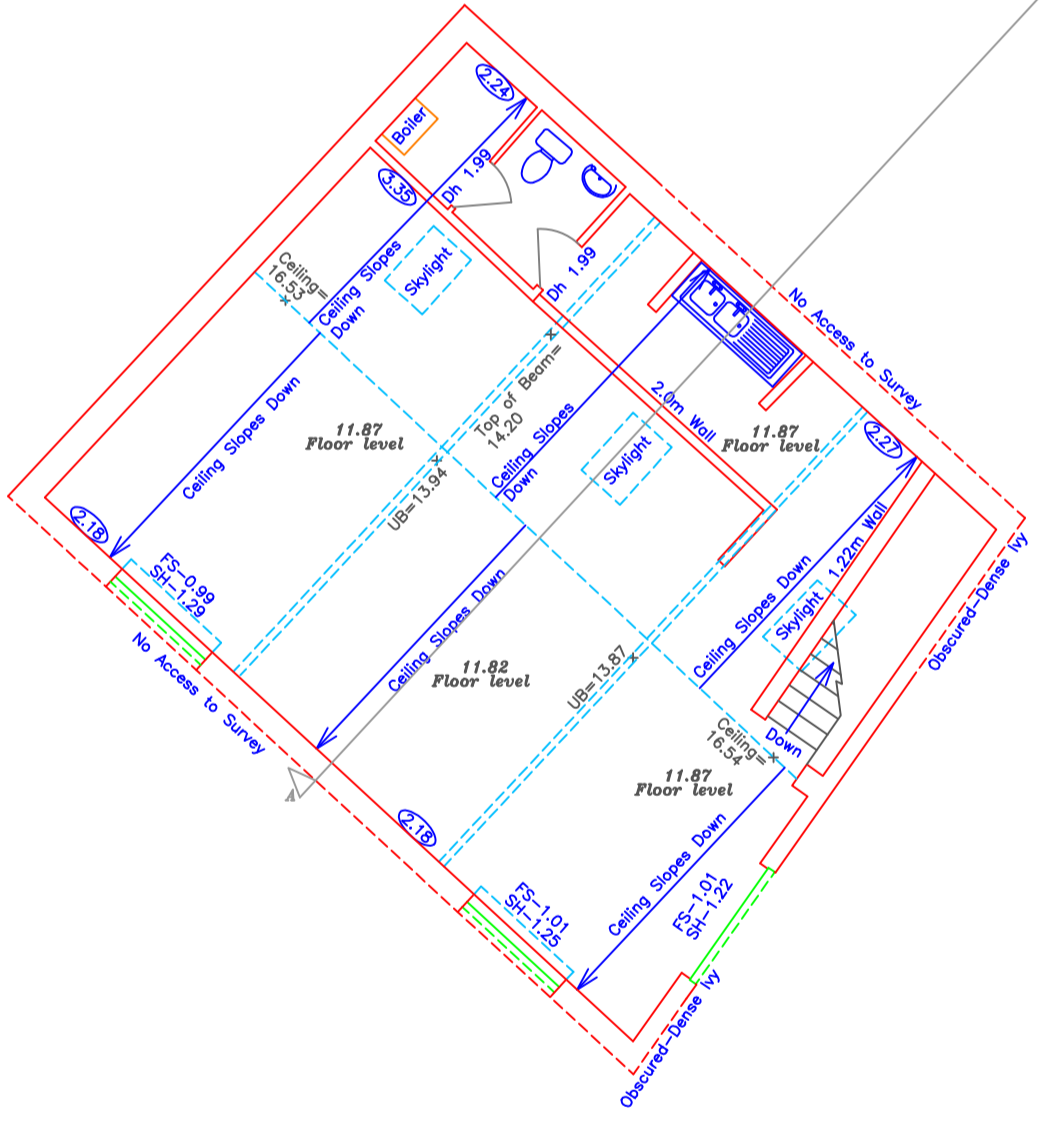 2.24
Boiler
Dh 1.99
3.35
Ceiling=
16.53
Ceiling Slopes
Down
Skylight
Dh 1.99
No Access to Survey
Top of Beam=
14.20
2.0m Wall
Ceiling Slopes Down
11.87
Floor level
Ceiling Slopes
Down
Skylight
11.87
Floor level
2.27
UB=13.94
2.18
FS-0.99
SH-1.29
1.22m Wall
Obscured-Dense Ivy
Ceiling Slopes Down
Skylight
Ceiling Slopes Down
No Access to Survey
11.82
Floor level
UB=13.87
Ceiling=
16.54
Down
11.87
Floor level
A
2.18
Ceiling Slopes Down
FS-1.01
SH-1.25
FS-1.01
SH-1.22
Obscured-Dense Ivy